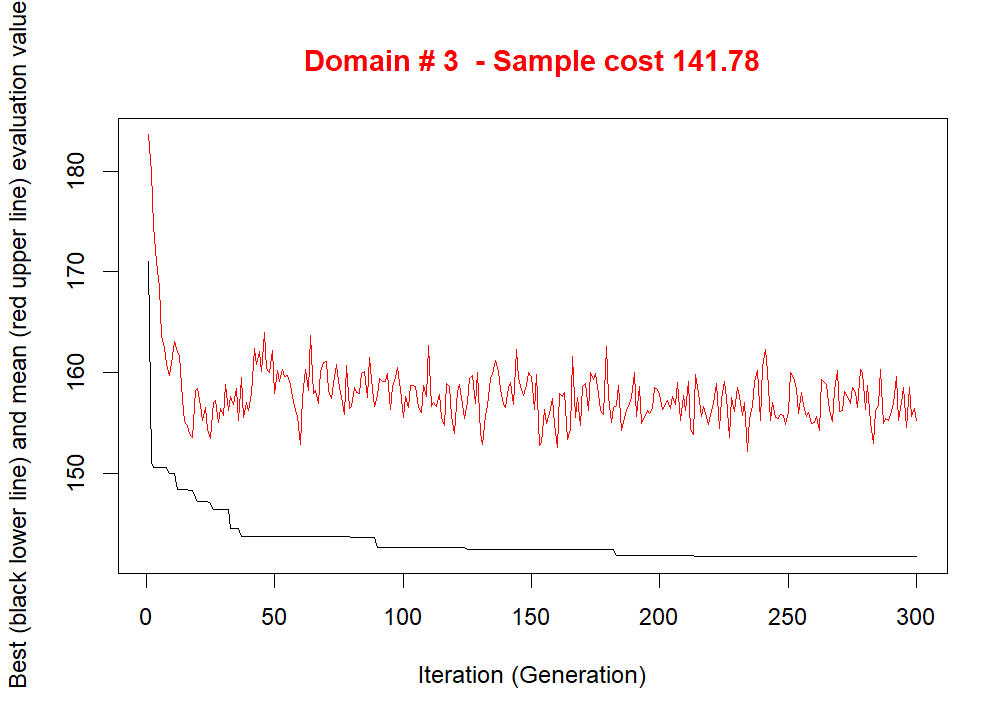 Domain # 3  - Sample cost 141.78
Best (black lower line) and mean (red upper line) evaluation value
180
170
160
150
0 50 100 150 200 250 300
Iteration (Generation)